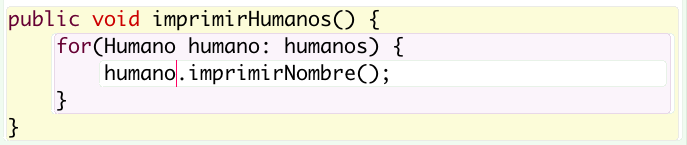 public void imprimirHumanos() {
    for(Humano humano: humanos) {
        humano.imprimirNombre();
    }
}